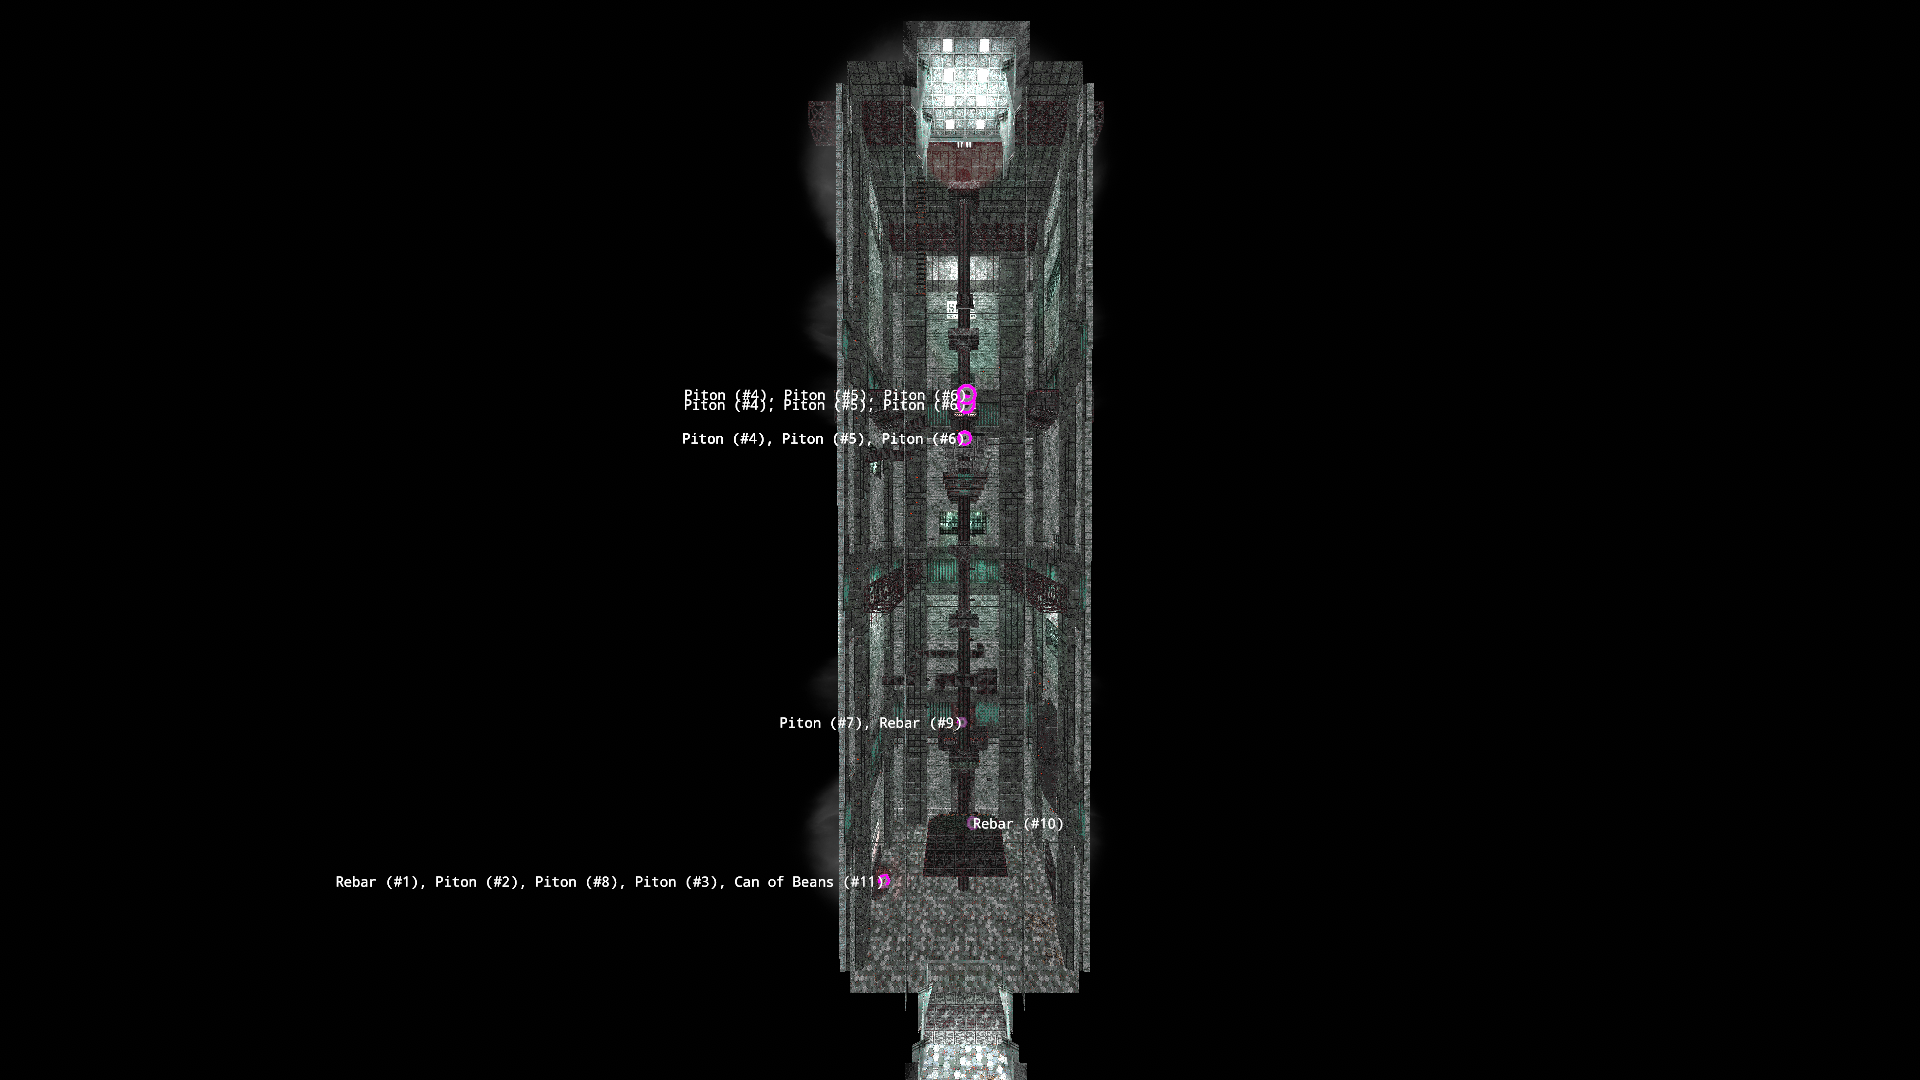 Piton (#4), Piton (#5), Piton (#6)
Piton (#4), Piton (#5), Piton (#6)
Piton (#4), Piton (#5), Piton (#6)
Piton (#7), Rebar (#9)
Rebar (#10)
Rebar (#1), Piton (#2), Piton (#8), Piton (#3), Can of Beans (#11)